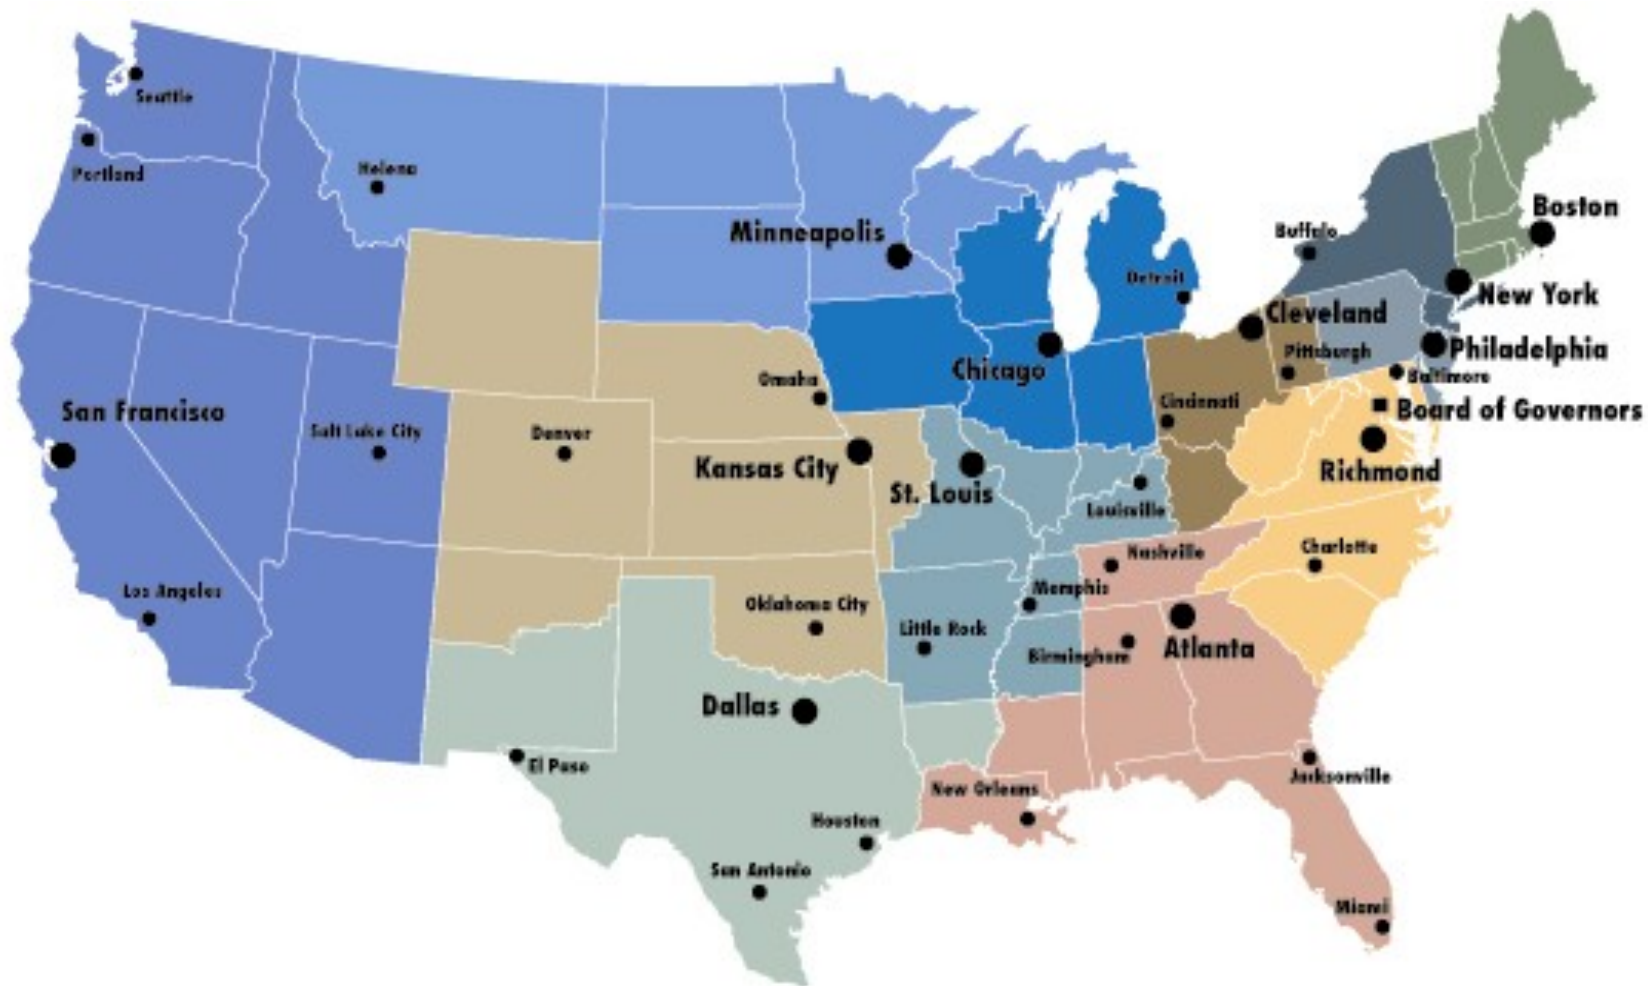 Seattle
Portland
Helena
Minneapolis
Boston
Buffalo
Detroit
New York
Cleveland
Philadelphia
Chicago
Pittsburgh
Omaha
Baltimore
San Francisco
Salt Lake City
Denver
Cincinnati
Board of Governors
Kansas City
Richmond
St. Louis
Louisville
Nashville
Charlotte
Los Angeles
Memphis
Oklahoma City
Little Rock
Birmingham
Atlanta
Dallas
El Paso
Jacksonville
New Orleans
Houston
San Antonio
Miami